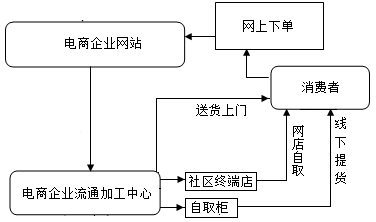 网上下单
电商企业网站
消费者
送货上门
网店自取
线下提货
社区终端店
电商企业流通加工中心
自取柜